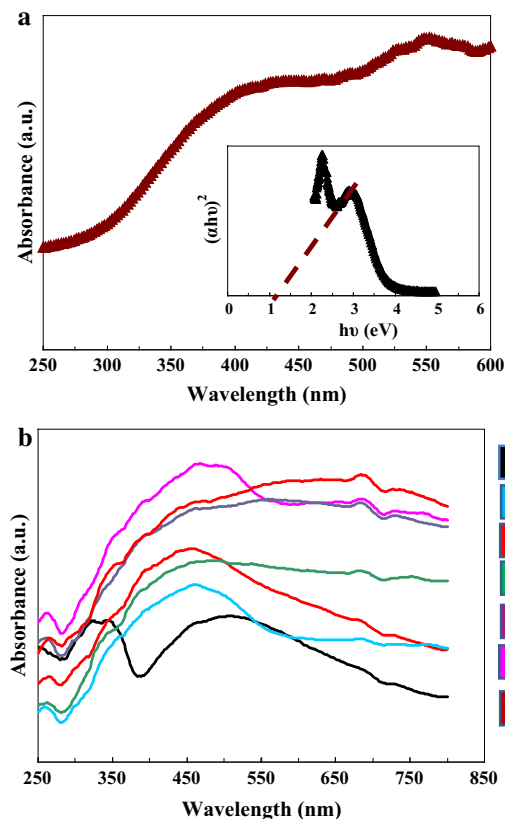 a
Absorbance (a.u.)
(αhυ)²
0 1 2 3 4 5 6
hυ (eV)
250 300 350 400 450 500 550 600
Wavelength (nm)
b
Absorbance (a.u.)
250 350 450 550 650 750 850
Wavelength (nm)